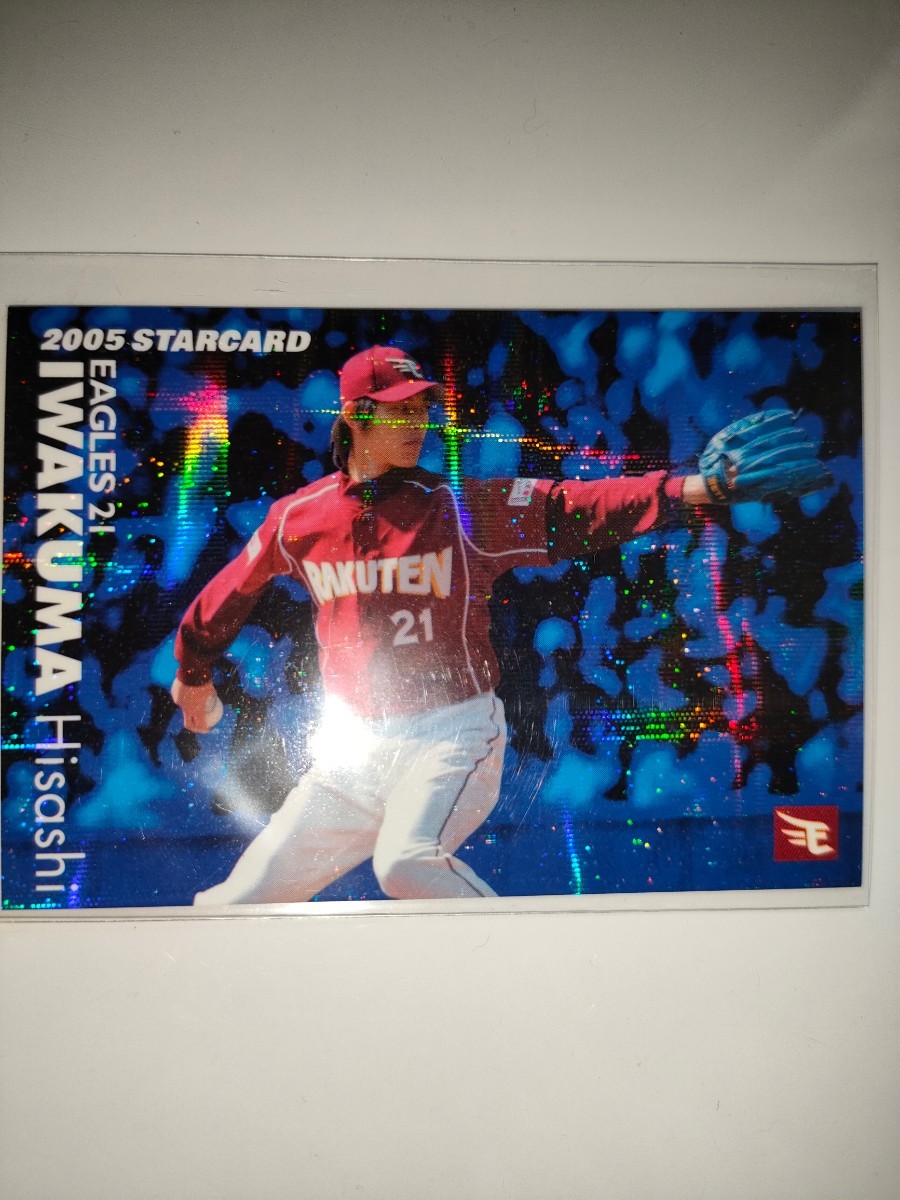 2005 STARCARD
EAGLES 21
IWAKUMA Hisashi
RAKUTEN
21
E